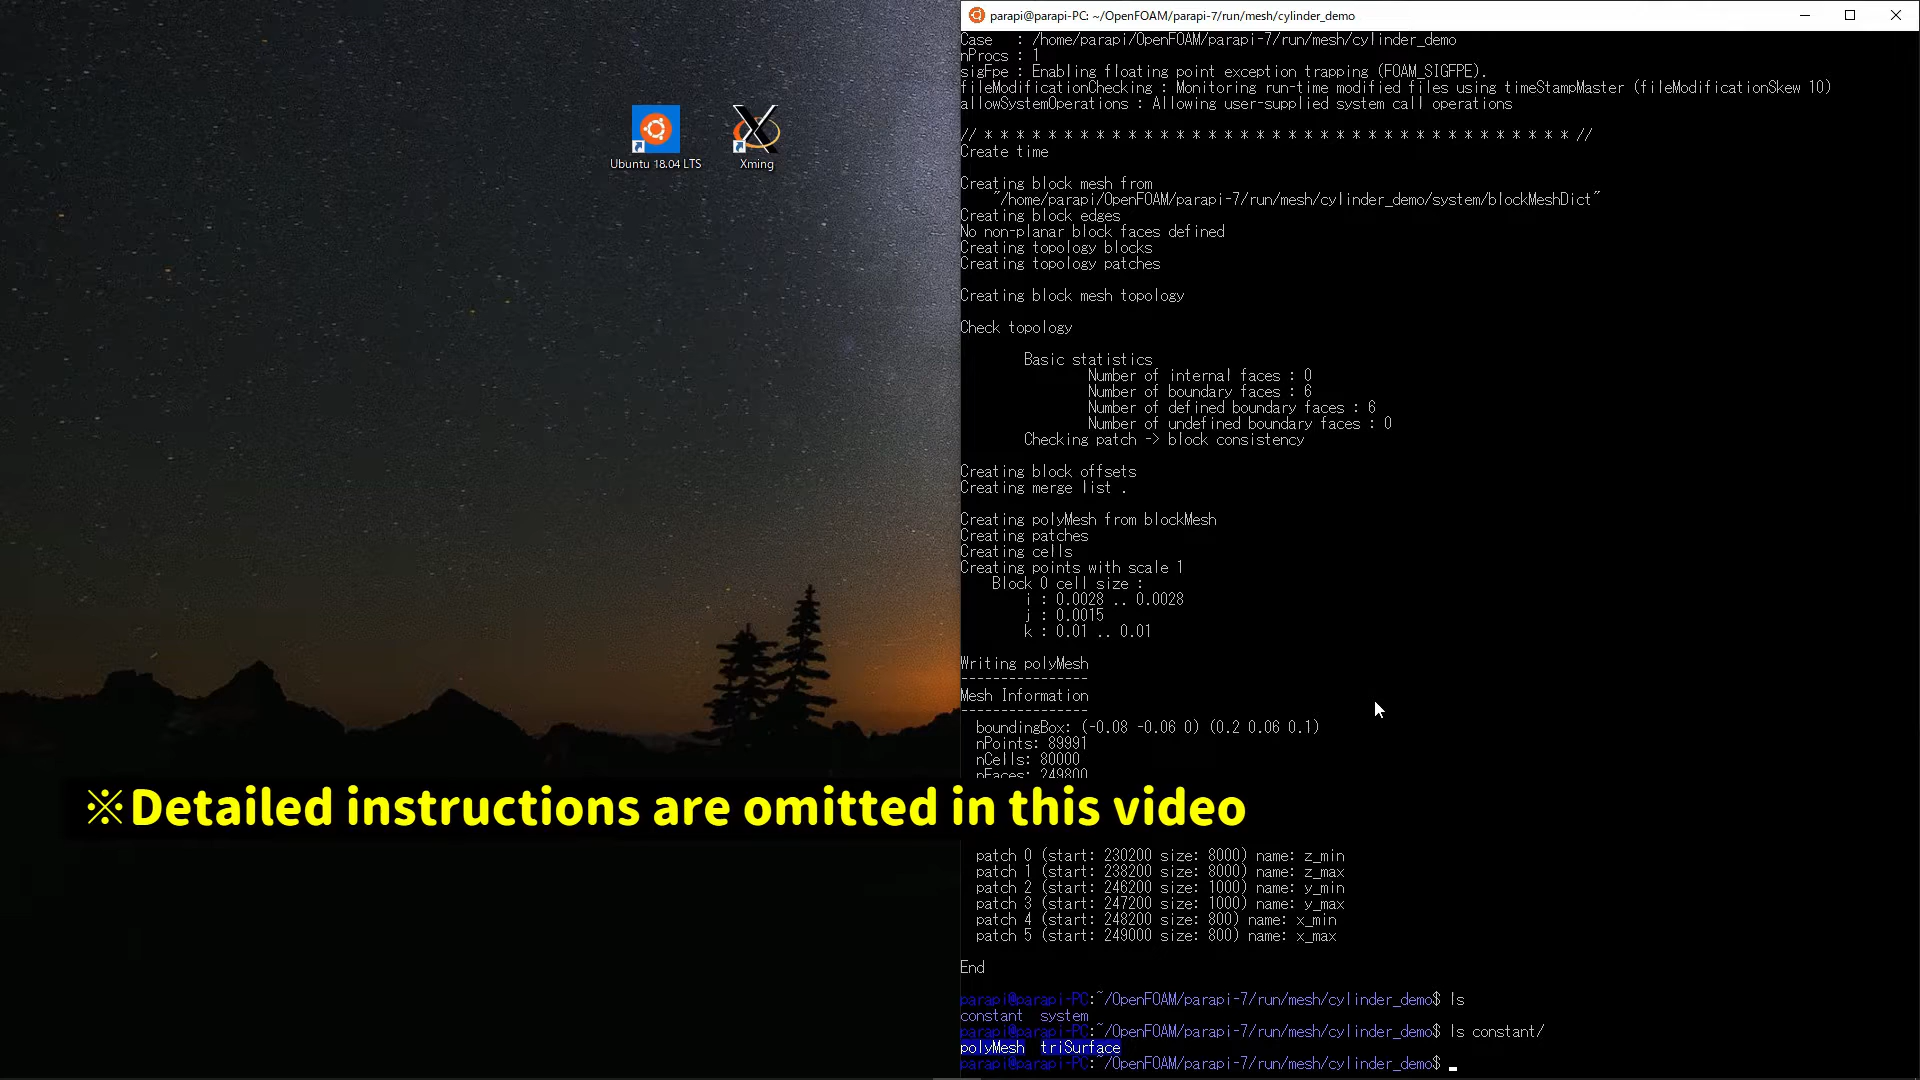 parapi@parapi-PC: ~/OpenFOAM/parapi-7/run/mesh/cylinder_demo
Ubuntu 18.04 LTS
Xming
Case   : /home/parapi/OpenFOAM/parapi-7/run/mesh/cylinder_demo
nProcs : 1
sigFpe : Enabling floating point exception trapping (FOAM_SIGFPE).
fileModificationChecking : Monitoring run-time modified files using timeStampMaster (fileModificationSkew 10)
allowSystemOperations : Allowing user-supplied system call operations
// * * * * * * * * * * * * * * * * * * * * * * * * * * * * * * * * * * * * * //
Create time
Creating block mesh from
"/home/parapi/OpenFOAM/parapi-7/run/mesh/cylinder_demo/system/blockMeshDict"
Creating block edges
No non-planar block faces defined
Creating topology blocks
Creating topology patches
Creating block mesh topology
Check topology
Basic statistics
Number of internal faces : 0
Number of boundary faces : 6
Number of defined boundary faces : 6
Number of undefined boundary faces : 0
Checking patch -> block consistency
Creating block offsets
Creating merge list .
Creating polyMesh from blockMesh
Creating patches
Creating cells
Creating points with scale 1
Block 0 cell size :
i : 0.0028 .. 0.0028
j : 0.0015
k : 0.01 .. 0.01
Writing polyMesh
----------------
Mesh Information
----------------
boundingBox: (-0.08 -0.06 0) (0.2 0.06 0.1)
nPoints: 89991
nCells: 80000
nFaces: 249800
※Detailed instructions are omitted in this video
patch 0 (start: 230200 size: 8000) name: z_min
patch 1 (start: 238200 size: 8000) name: z_max
patch 2 (start: 246200 size: 1000) name: y_min
patch 3 (start: 247200 size: 1000) name: y_max
patch 4 (start: 248200 size: 800) name: x_min
patch 5 (start: 249000 size: 800) name: x_max
End
parapi@parapi-PC:~/OpenFOAM/parapi-7/run/mesh/cylinder_demo$ ls
constant  system
parapi@parapi-PC:~/OpenFOAM/parapi-7/run/mesh/cylinder_demo$ ls constant/
polyMesh  triSurface
parapi@parapi-PC:~/OpenFOAM/parapi-7/run/mesh/cylinder_demo$